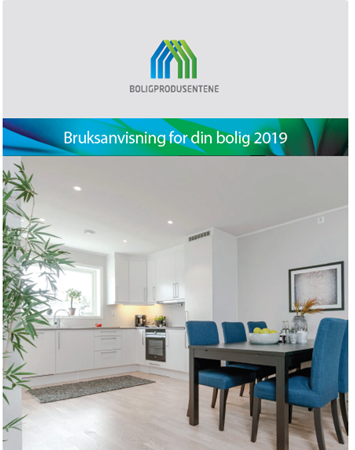 BOLIGPRODUSENTENE
Bruksanvisning for din bolig 2019